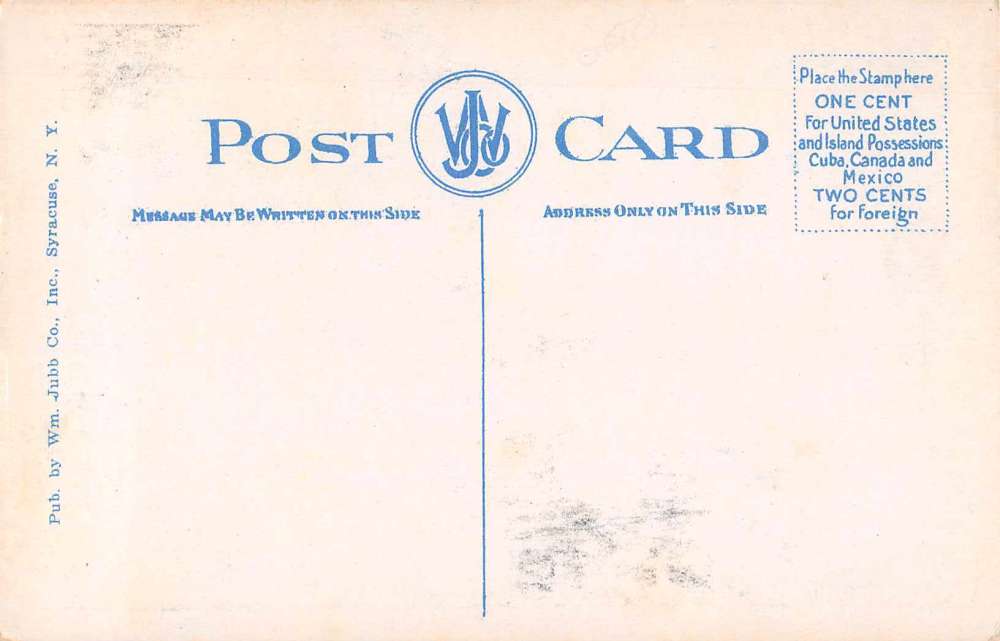 POST CARD
Place the Stamp here
ONE CENT
For United States
and Island Possessions
Cuba, Canada and
Mexico
TWO CENTS
for Foreign
MESSAGE MAY BE WRITTEN ON THIS SIDE
ADDRESS ONLY ON THIS SIDE
Pub. by Wm. Jubb Co., Inc., Syracuse, N. Y.